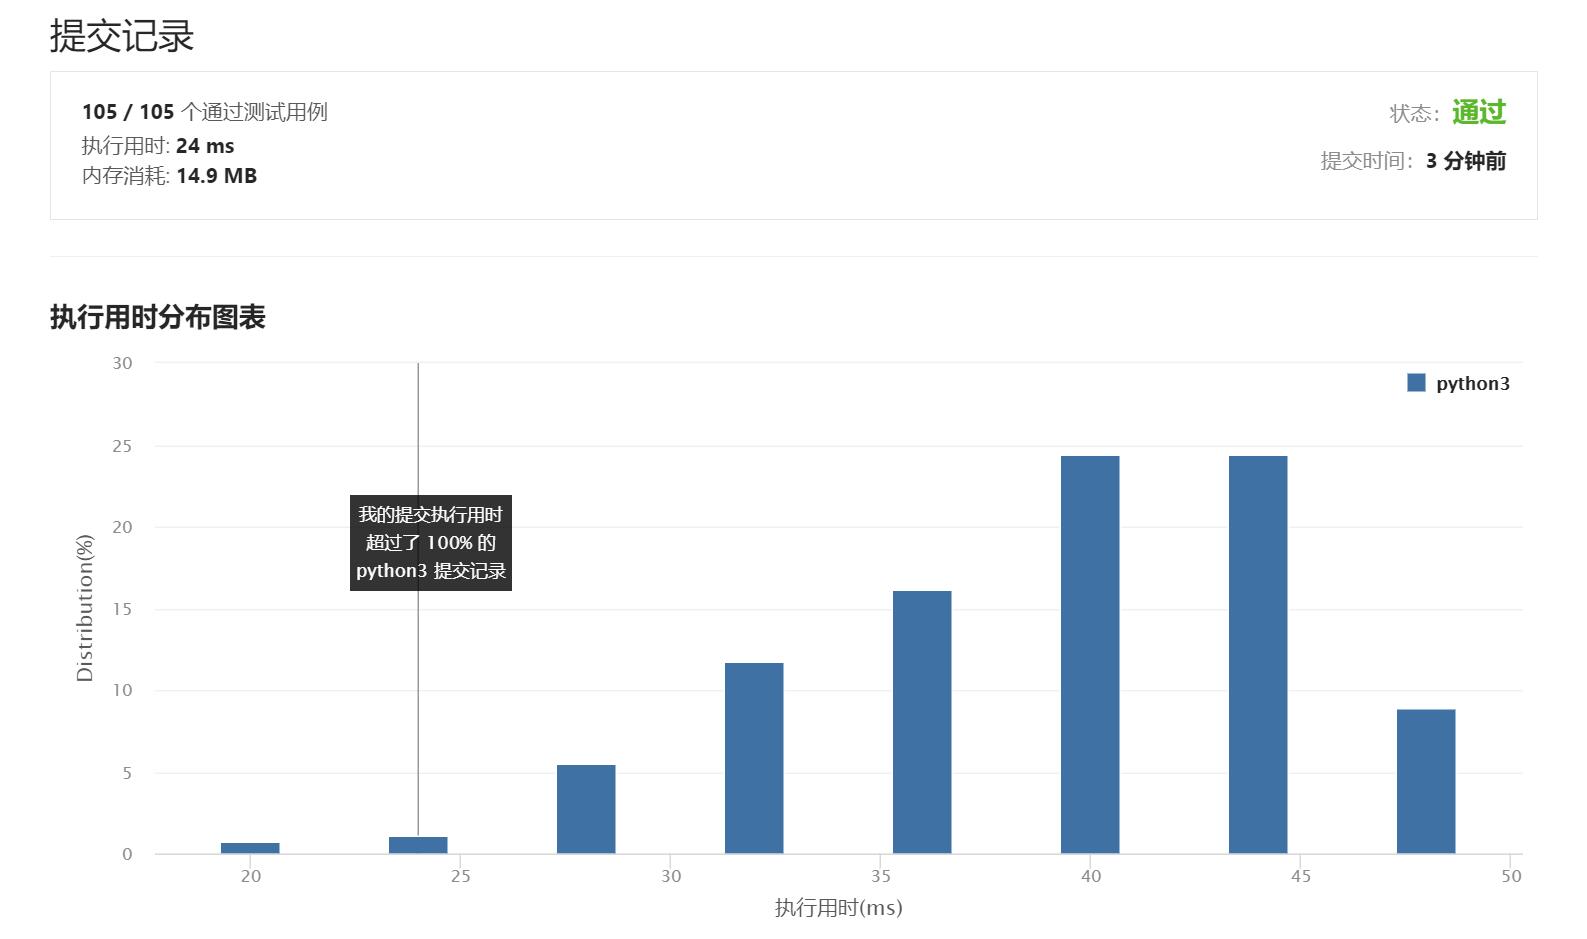 提交记录
105 / 105 个通过测试用例
状态：通过
执行用时: 24 ms
提交时间：3 分钟前
内存消耗: 14.9 MB
执行用时分布图表
30
25
20
15
10
5
0
Distribution(%)
python3
我的提交执行用时
超过了 100% 的
python3 提交记录
20 25 30 35 40 45 50
执行用时(ms)